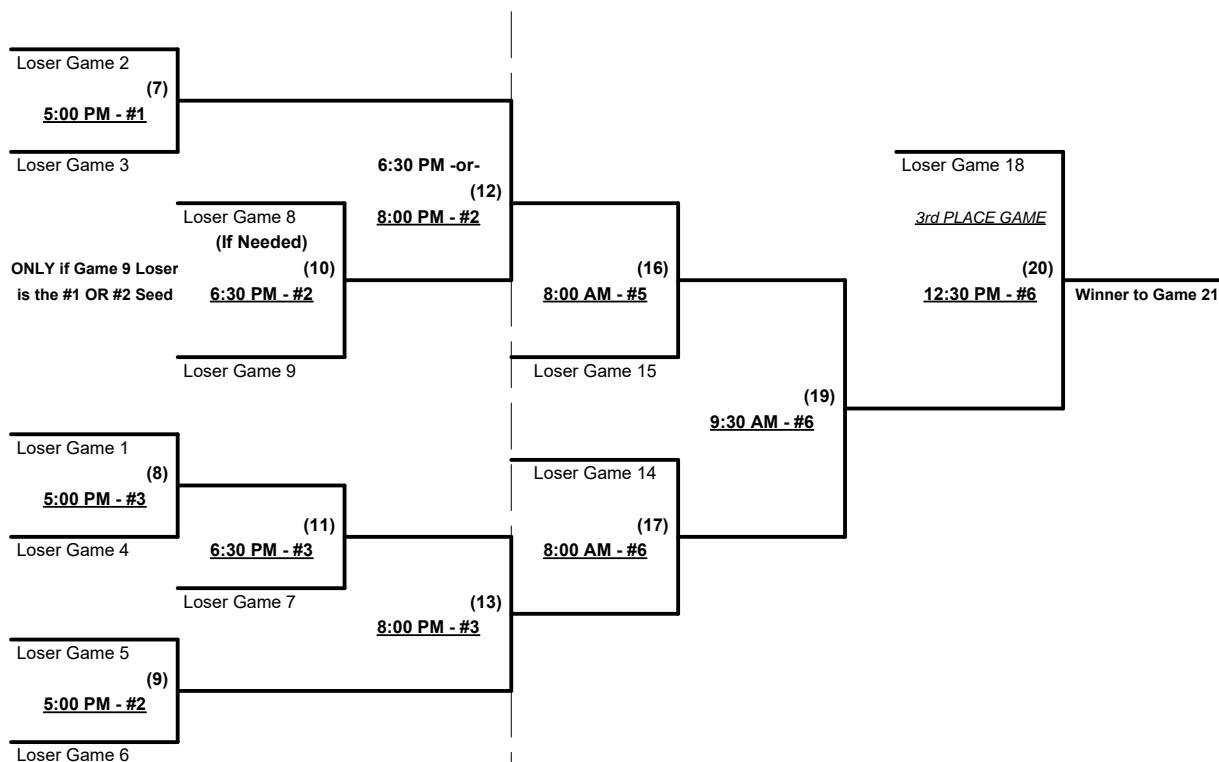 Loser Game 2
(7)
5:00 PM - #1
Loser Game 3
6:30 PM -or-
(12)
8:00 PM - #2
Loser Game 8
(If Needed)
ONLY if Game 9 Loser
is the #1 OR #2 Seed
(10)
6:30 PM - #2
Loser Game 9
(16)
8:00 AM - #5
Loser Game 15
Loser Game 18
3rd PLACE GAME
(20)
12:30 PM - #6
Winner to Game 21
(19)
9:30 AM - #6
Loser Game 1
(8)
5:00 PM - #3
Loser Game 4
(11)
6:30 PM - #3
Loser Game 7
Loser Game 14
(17)
8:00 AM - #6
(13)
8:00 PM - #3
Loser Game 5
(9)
5:00 PM - #2
Loser Game 6